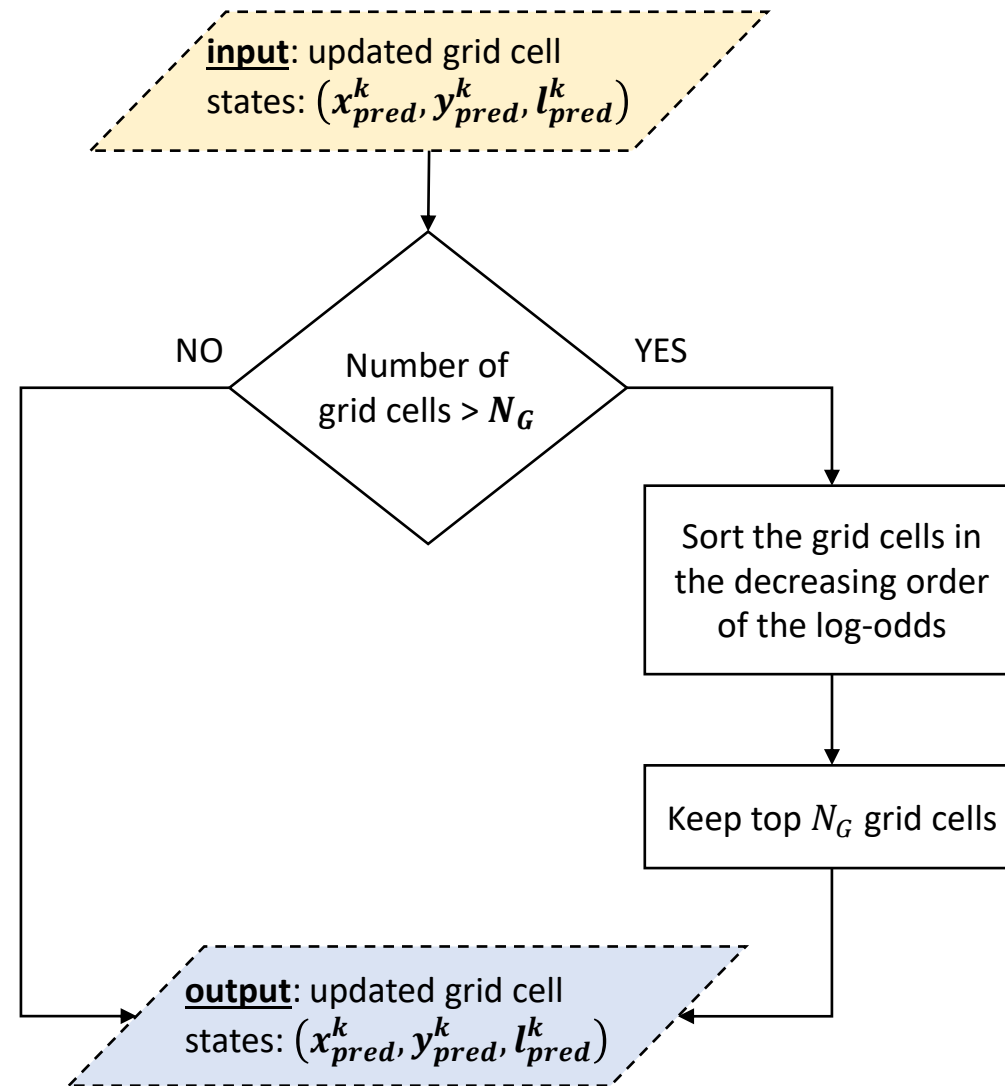 input: updated grid cell
states: (x^k_pred, y^k_pred, l^k_pred)
NO
YES
Number of
grid cells > N_G
Sort the grid cells in
the decreasing order
of the log-odds
Keep top N_G grid cells
output: updated grid cell
states: (x^k_pred, y^k_pred, l^k_pred)